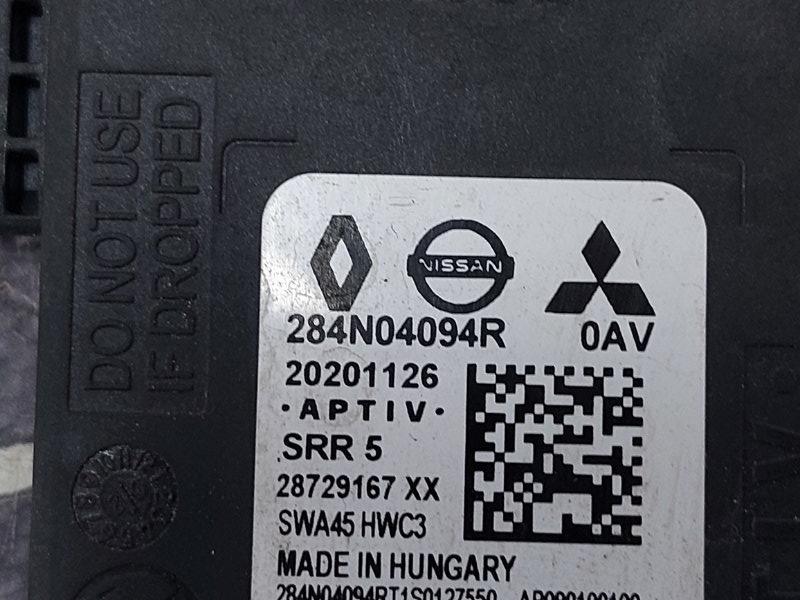 DO NOT USE
IF DROPPED
NISSAN
284N04094R 0AV
20201126
·APTIV·
SRR 5
28729167 XX
SWA45 HWC3
MADE IN HUNGARY
284N04094RT1S0127550